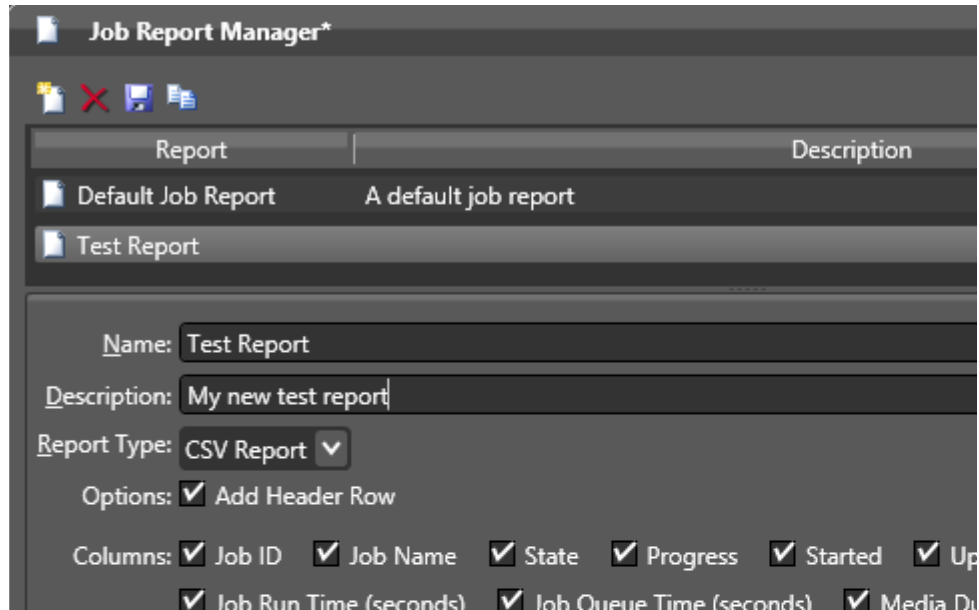 Job Report Manager*
Report Description
Default Job Report A default job report
Test Report
Name: Test Report
Description: My new test report
Report Type: CSV Report
Options: Add Header Row
Columns: Job ID Job Name State Progress Started Up
Job Run Time (seconds) Job Queue Time (seconds) Media D